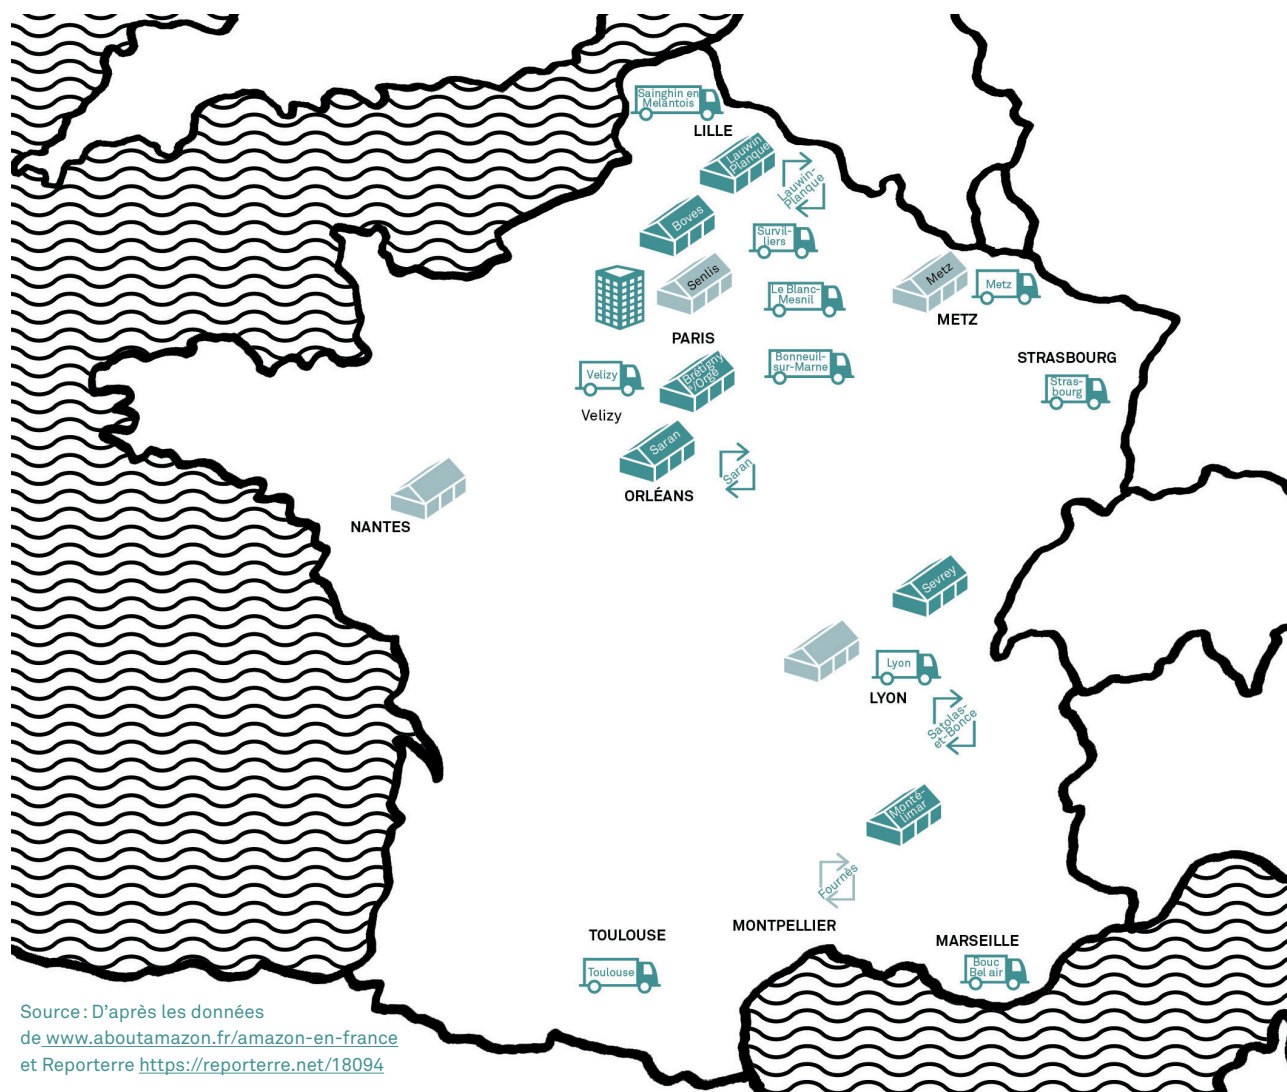 Sainghin en
Mélantois
LILLE
Lauwin
Planque
Lauwin-
Planque
Boves
Survil-
liers
Senlis
Le Blanc-
Mesnil
Metz
Metz
METZ
PARIS
STRASBOURG
Bonneuil-
sur-Marne
Velizy
Brétigny
/Orge
Stras-
bourg
Velizy
Saran
Saran
ORLÉANS
NANTES
Sevrey
Lyon
LYON
Satolas-
et-Bonce
Monté-
limar
Fournès
MONTPELLIER
TOULOUSE
MARSEILLE
Toulouse
Bouc
Bel air
Source : D'après les données
de www.aboutamazon.fr/amazon-en-france
et Reporterre https://reporterre.net/18094